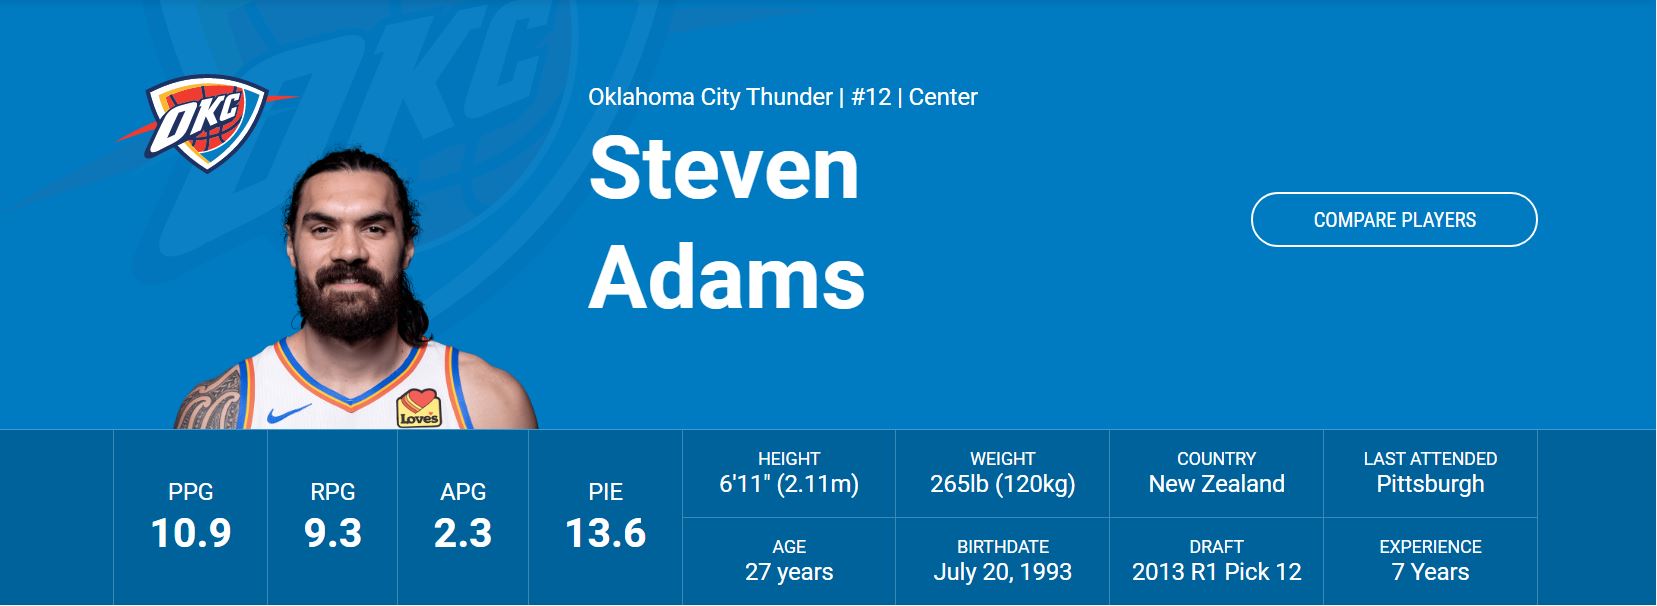 OKC
Oklahoma City Thunder | #12 | Center
Steven
Adams
COMPARE PLAYERS
OKC
Loves
PPG
10.9
RPG
9.3
APG
2.3
PIE
13.6
HEIGHT
6'11" (2.11m)
WEIGHT
265lb (120kg)
COUNTRY
New Zealand
LAST ATTENDED
Pittsburgh
AGE
27 years
BIRTHDATE
July 20, 1993
DRAFT
2013 R1 Pick 12
EXPERIENCE
7 Years